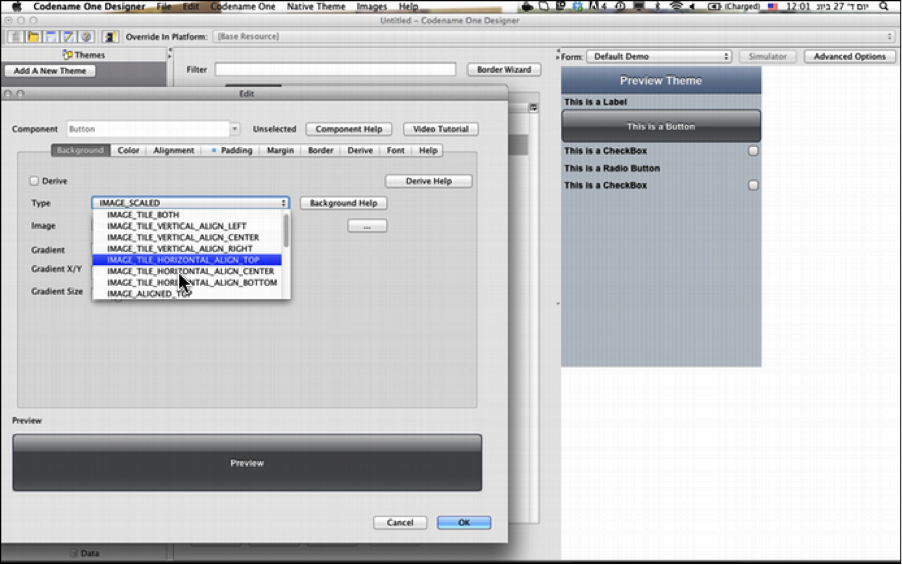 Codename One Designer File Edit Codename One Native Theme Images Help 4 (Charged) 12:01 יום ד' 27 ביונ
Untitled – Codename One Designer
Override In Platform: [Base Resource]
Themes
Add A New Theme
Filter
Border Wizard
Form: Default Demo
Simulator
Advanced Options
Edit
Component Button Unselected Component Help Video Tutorial
Background Color Alignment Padding Margin Border Derive Font Help
Derive
Derive Help
Type IMAGE_SCALED Background Help
IMAGE_TILE_BOTH
Image IMAGE_TILE_VERTICAL_ALIGN_LEFT ...
IMAGE_TILE_VERTICAL_ALIGN_CENTER
Gradient IMAGE_TILE_VERTICAL_ALIGN_RIGHT
IMAGE_TILE_HORIZONTAL_ALIGN_TOP
Gradient X/Y IMAGE_TILE_HORIZONTAL_ALIGN_CENTER
IMAGE_TILE_HORIZONTAL_ALIGN_BOTTOM
Gradient Size IMAGE_ALIGNED_TOP
Preview
Preview
Cancel
OK
Data
Preview Theme
This is a Label
This is a Button
This is a CheckBox
This is a Radio Button
This is a CheckBox